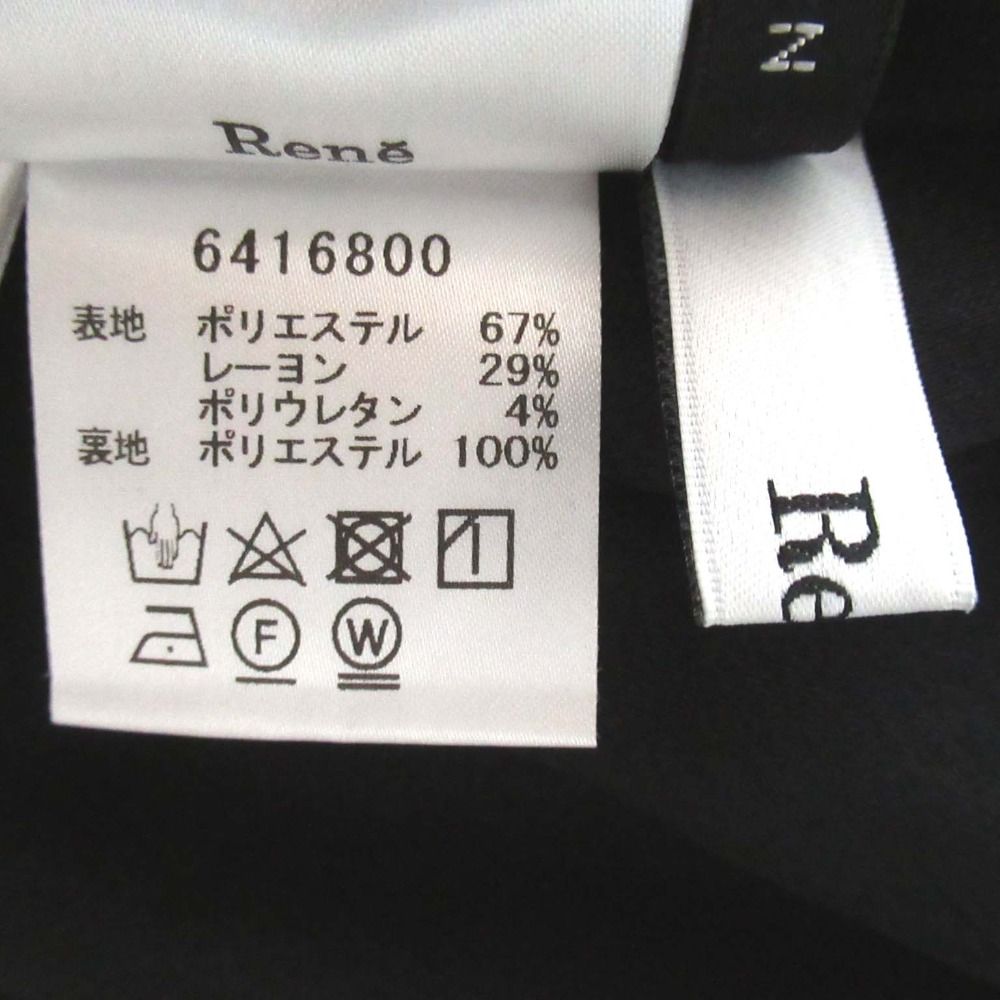 N
René
6416800
表地 ポリエステル 67%
レーヨン 29%
ポリウレタン 4%
裏地 ポリエステル 100%
F W
Re